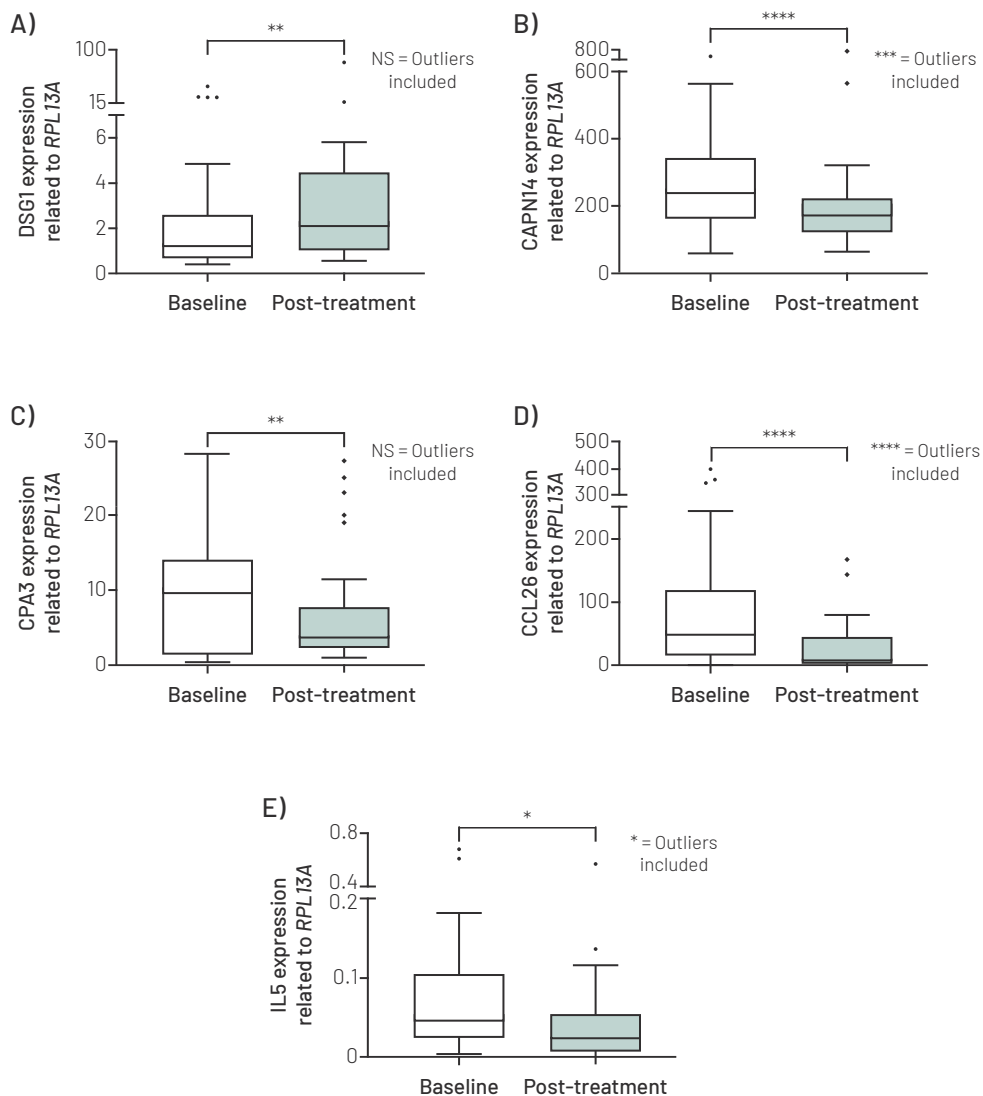 A)
**
NS = Outliers
included
DSG1 expression
related to RPL13A
100
15
6
4
2
0
Baseline
Post-treatment
B)
****
*** = Outliers
included
CAPN14 expression
related to RPL13A
800
600
400
200
0
Baseline
Post-treatment
C)
**
NS = Outliers
included
CPA3 expression
related to RPL13A
30
20
10
0
Baseline
Post-treatment
D)
****
**** = Outliers
included
CCL26 expression
related to RPL13A
500
400
300
200
100
0
Baseline
Post-treatment
E)
*
* = Outliers
included
IL5 expression
related to RPL13A
0.8
0.4
0.2
0.1
0
Baseline
Post-treatment